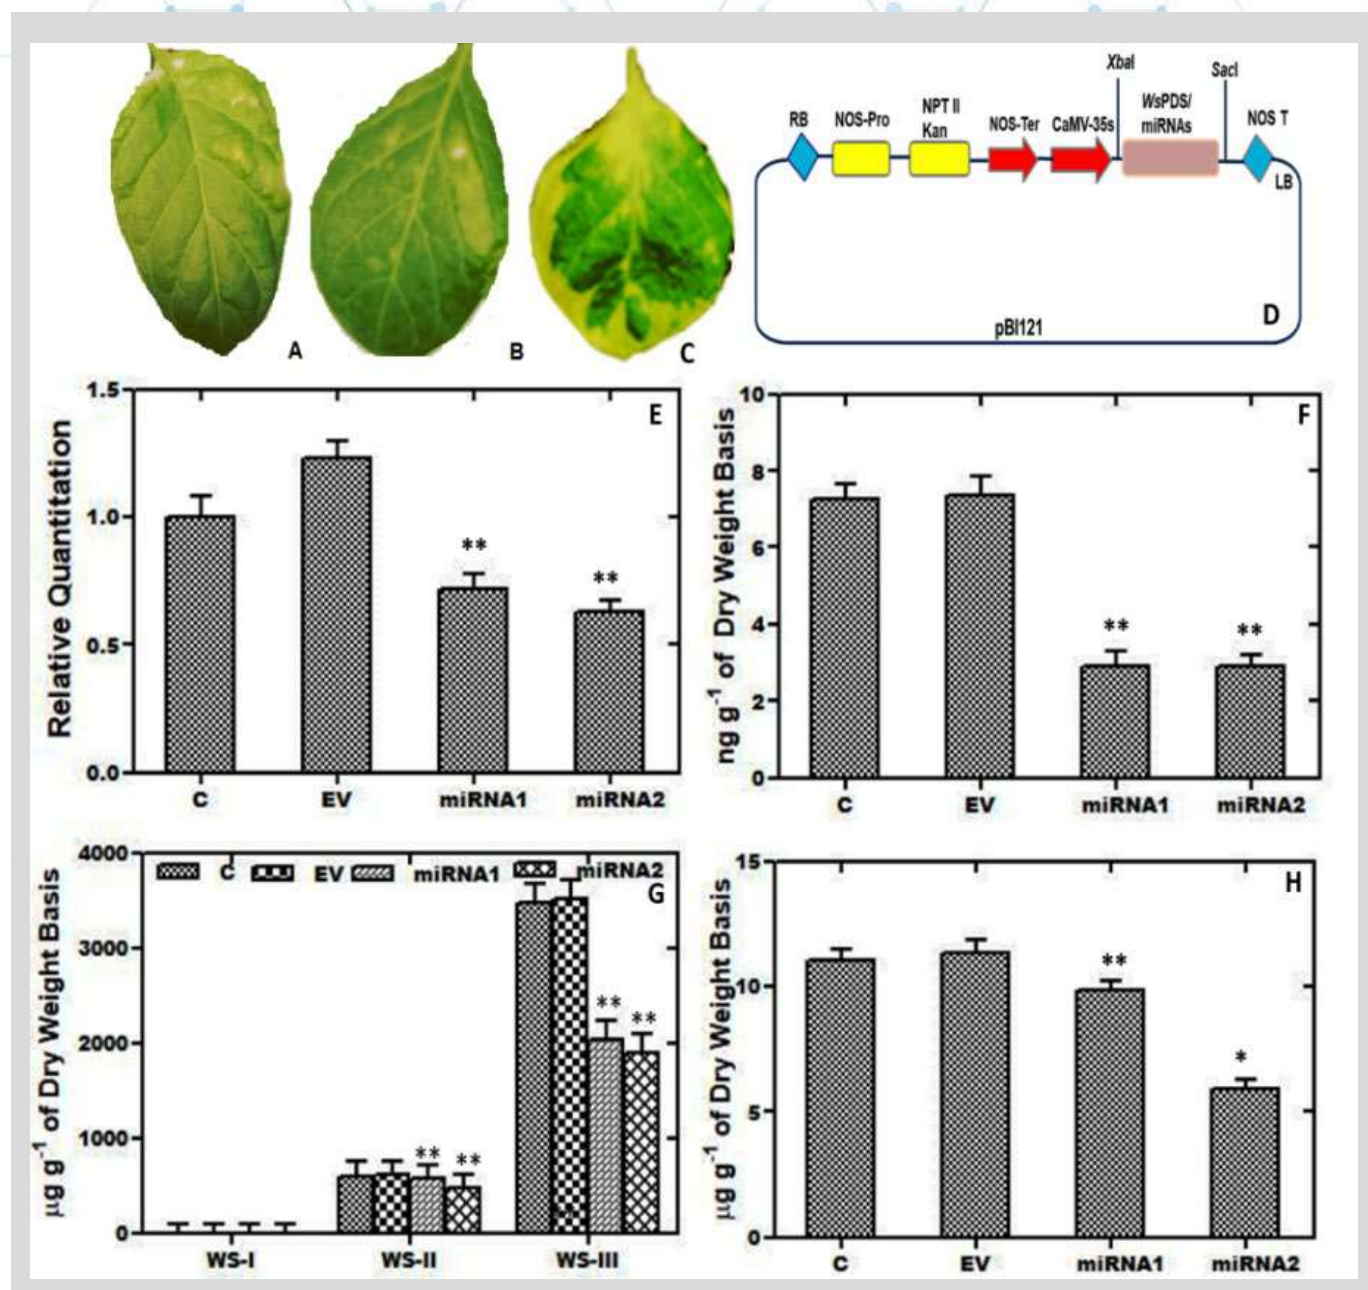 A
B
C
RB
NOS-Pro
NPT II
Kan
NOS-Ter
CaMV-35s
XbaI
WsPDS/
miRNAs
SacI
NOS T
LB
pBI121
D
E
Relative Quantitation
1.5
1.0
0.5
0.0
**
**
C EV miRNA1 miRNA2
F
ng g-1 of Dry Weight Basis
10
8
6
4
2
0
**
**
C EV miRNA1 miRNA2
G
µg g-1 of Dry Weight Basis
C EV miRNA1 miRNA2
4000
3000
2000
1000
0
** **
** **
WS-I WS-II WS-III
H
µg g-1 of Dry Weight Basis
15
10
5
0
**
*
C EV miRNA1 miRNA2